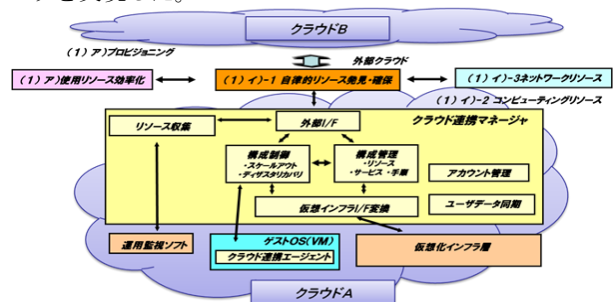 クラウドB
(1) ア)プロビジョニング
外部クラウド
(1) ア)使用リソース効率化
(1) イ)-1 自律的リソース発見・確保
(1) イ)-3ネットワークリソース
(1) イ)-2 コンピューティングリソース
クラウド連携マネージャ
リソース収集
外部I/F
構成制御
・スケールアウト
・ディザスタリカバリ
構成管理
・リソース
・サービス ・手順
アカウント管理
仮想インフラI/F変換
ユーザデータ同期
運用監視ソフト
ゲストOS(VM)
クラウド連携エージェント
仮想化インフラ層
クラウドA